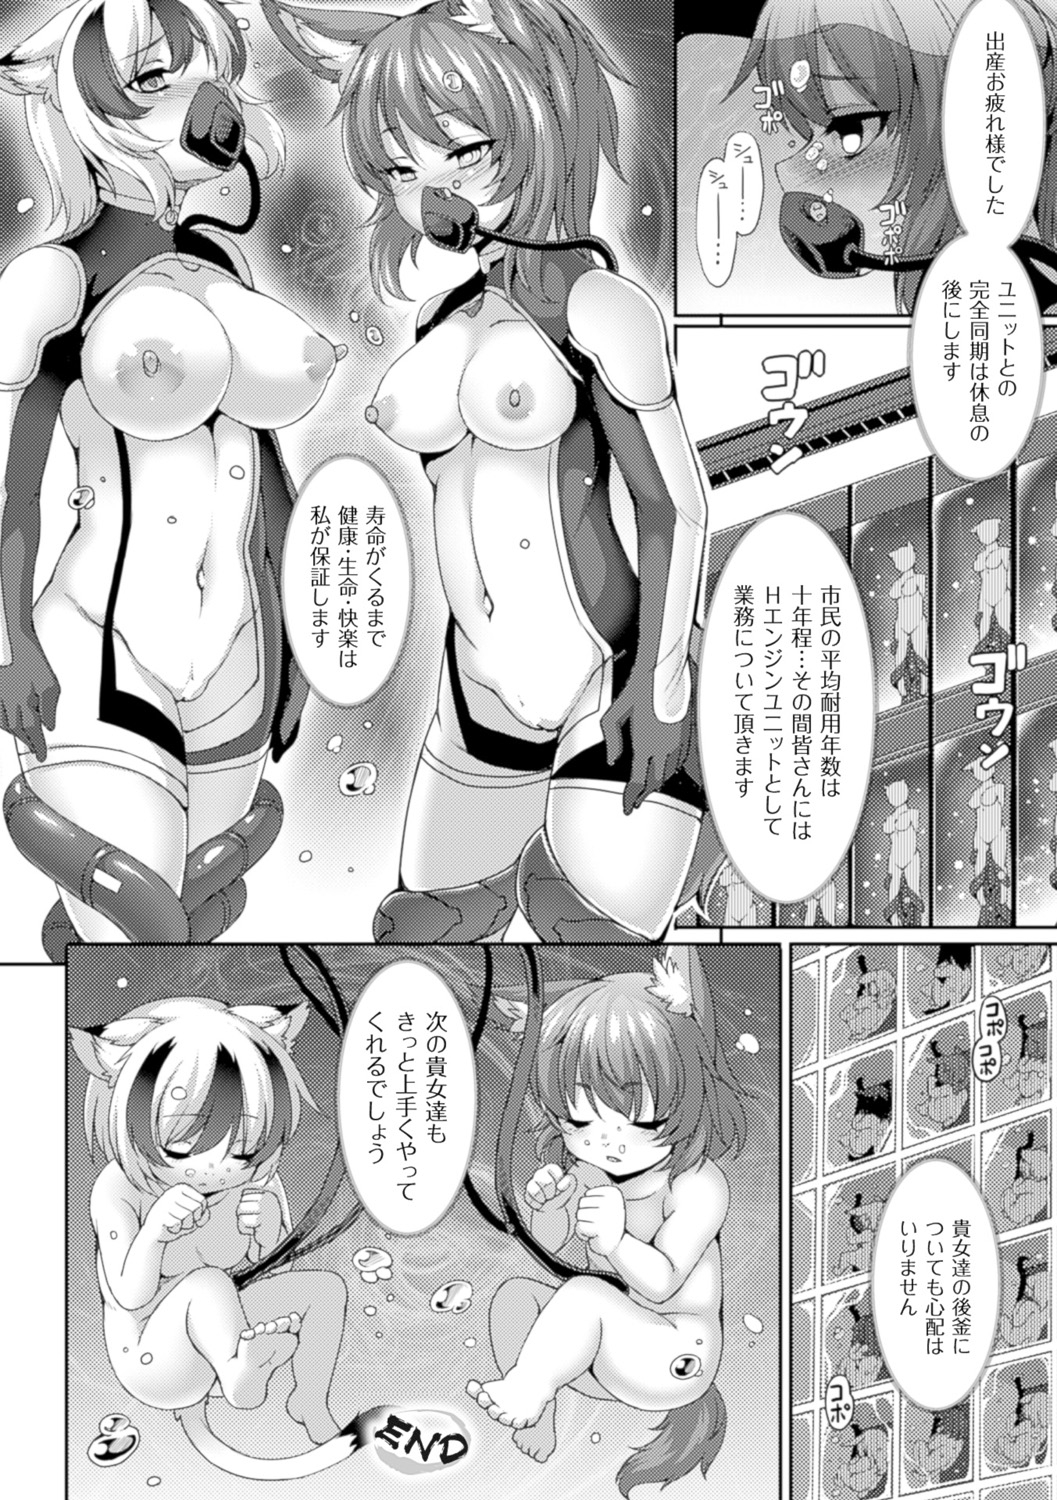 出産お疲れ様でした
ゴポ
シュー…
シュー…
ゴポポ
ユニットとの
完全同期は休息の
後にします
ゴウン
ゴウン
市民の平均耐用年数は
十年程…その間皆さんには
Hエンジンユニットとして
業務について頂きます
寿命がくるまで
健康・生命・快楽は
私が保証します
コポ
コポ
貴女達の後釜に
ついても心配は
いりません
コポ
次の貴女達も
きっと上手くやって
くれるでしょう
END